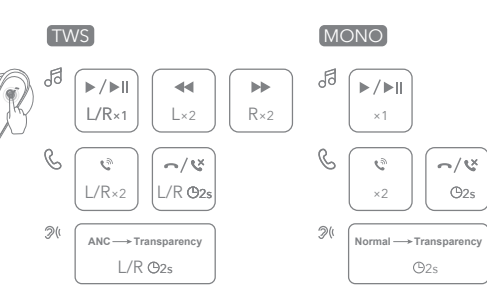 TWS
MONO
L/R×1
L×2
R×2
×1
L/R×2
L/R 2s
×2
2s
ANC → Transparency
L/R 2s
Normal → Transparency
2s